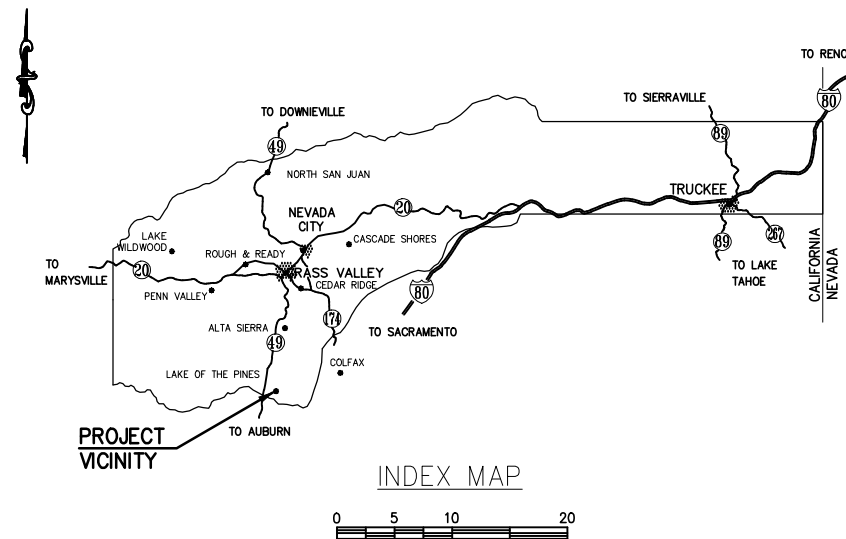 TO RENO
80
TO SIERRAVILLE
89
TO DOWNIEVILLE
49
NORTH SAN JUAN
TRUCKEE
NEVADA
CITY
20
LAKE
WILDWOOD
CASCADE SHORES
ROUGH & READY
89
267
TO
MARYSVILLE
20
GRASS VALLEY
TO LAKE
TAHOE
CALIFORNIA
NEVADA
CEDAR RIDGE
PENN VALLEY
80
174
ALTA SIERRA
TO SACRAMENTO
49
COLFAX
LAKE OF THE PINES
PROJECT
VICINITY
TO AUBURN
INDEX MAP
0 5 10 20